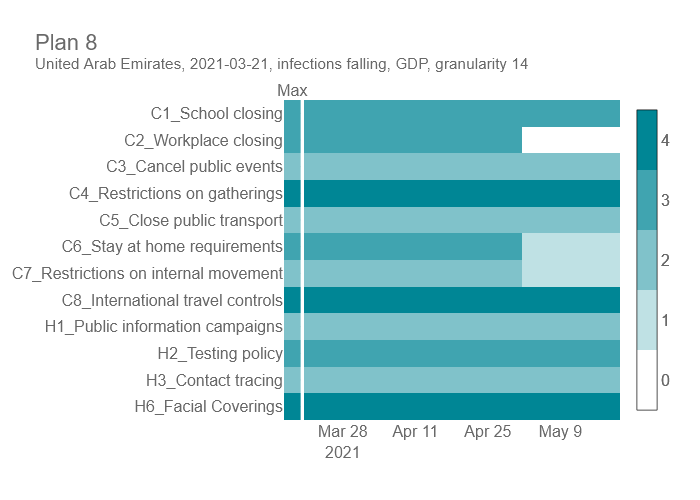 Plan 8
United Arab Emirates, 2021-03-21, infections falling, GDP, granularity 14
Max
C1_School closing
C2_Workplace closing
C3_Cancel public events
C4_Restrictions on gatherings
C5_Close public transport
C6_Stay at home requirements
C7_Restrictions on internal movement
C8_International travel controls
H1_Public information campaigns
H2_Testing policy
H3_Contact tracing
H6_Facial Coverings
4
3
2
1
0
Mar 28 Apr 11 Apr 25 May 9
2021